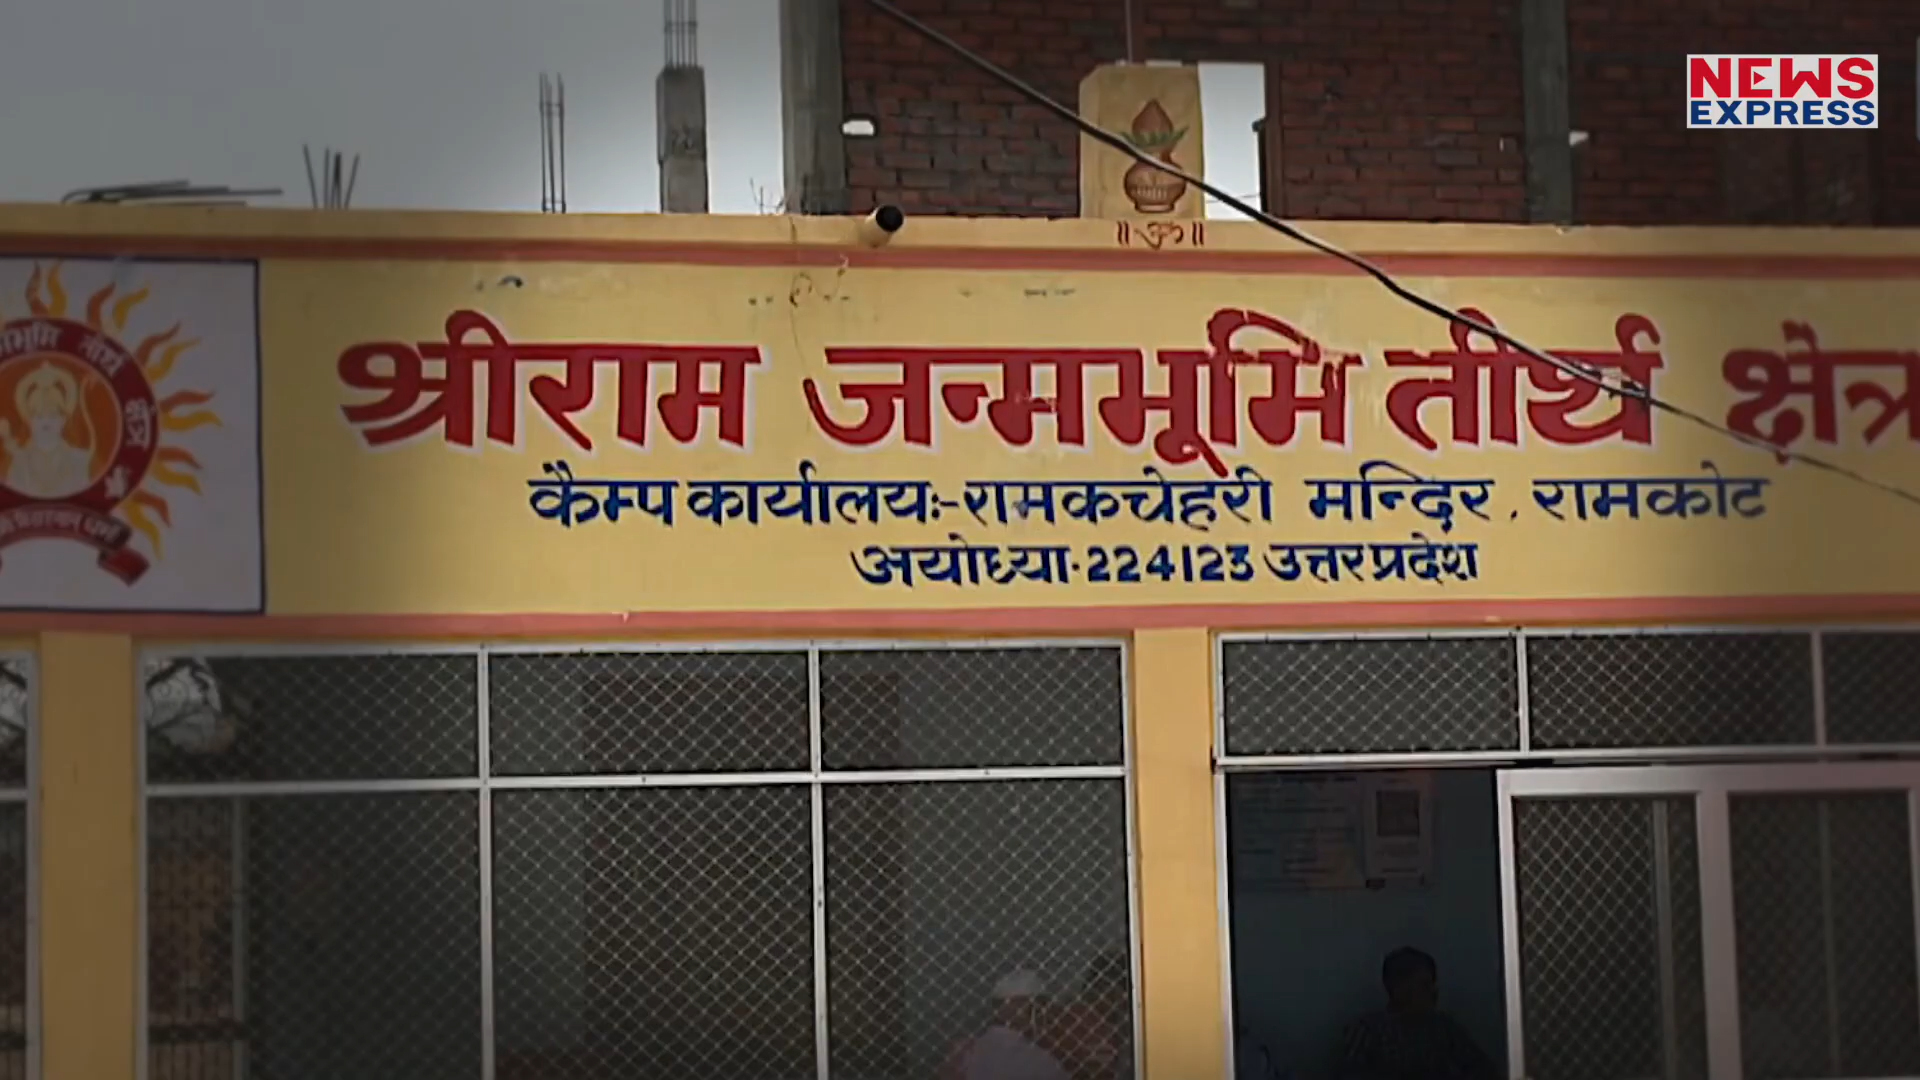 NEWS
EXPRESS
॥ ॐ ॥
श्रीराम जन्मभूमि तीर्थ क्षैत्र
कैम्प कार्यालयः-रामकचेहरी मन्दिर, रामकोट
अयोध्या-224123 उत्तरप्रदेश
तीर्थ क्षेत्र